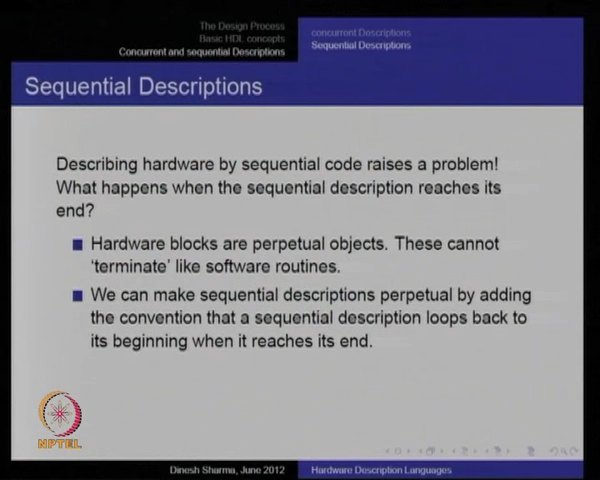 The Design Process
Basic HDL concepts
Concurrent and sequential Descriptions
concurrent Descriptions
Sequential Descriptions
Sequential Descriptions
Describing hardware by sequential code raises a problem!
What happens when the sequential description reaches its
end?
Hardware blocks are perpetual objects. These cannot
‘terminate’ like software routines.
We can make sequential descriptions perpetual by adding
the convention that a sequential description loops back to
its beginning when it reaches its end.
NPTEL
Dinesh Sharma, June 2012
Hardware Description Languages